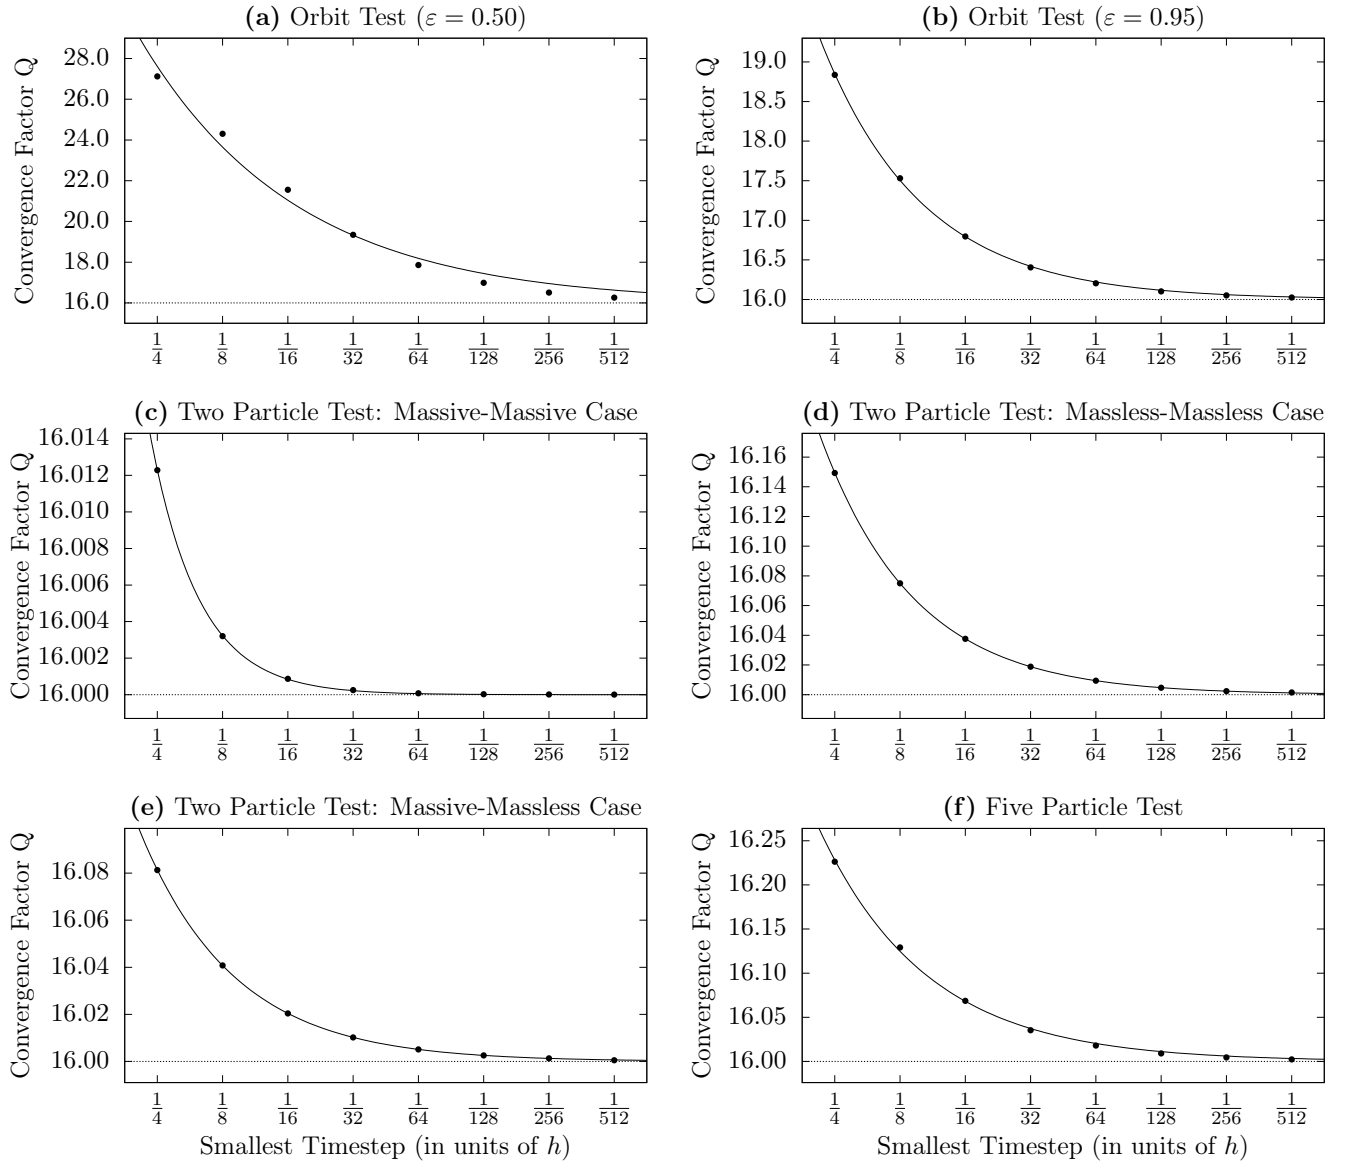 (a) Orbit Test (ε = 0.50)
Convergence Factor Q
28.0
26.0
24.0
22.0
20.0
18.0
16.0
1/4 1/8 1/16 1/32 1/64 1/128 1/256 1/512
(b) Orbit Test (ε = 0.95)
Convergence Factor Q
19.0
18.5
18.0
17.5
17.0
16.5
16.0
1/4 1/8 1/16 1/32 1/64 1/128 1/256 1/512
(c) Two Particle Test: Massive-Massive Case
Convergence Factor Q
16.014
16.012
16.010
16.008
16.006
16.004
16.002
16.000
1/4 1/8 1/16 1/32 1/64 1/128 1/256 1/512
(d) Two Particle Test: Massless-Massless Case
Convergence Factor Q
16.16
16.14
16.12
16.10
16.08
16.06
16.04
16.02
16.00
1/4 1/8 1/16 1/32 1/64 1/128 1/256 1/512
(e) Two Particle Test: Massive-Massless Case
Convergence Factor Q
16.08
16.06
16.04
16.02
16.00
1/4 1/8 1/16 1/32 1/64 1/128 1/256 1/512
Smallest Timestep (in units of h)
(f) Five Particle Test
Convergence Factor Q
16.25
16.20
16.15
16.10
16.05
16.00
1/4 1/8 1/16 1/32 1/64 1/128 1/256 1/512
Smallest Timestep (in units of h)